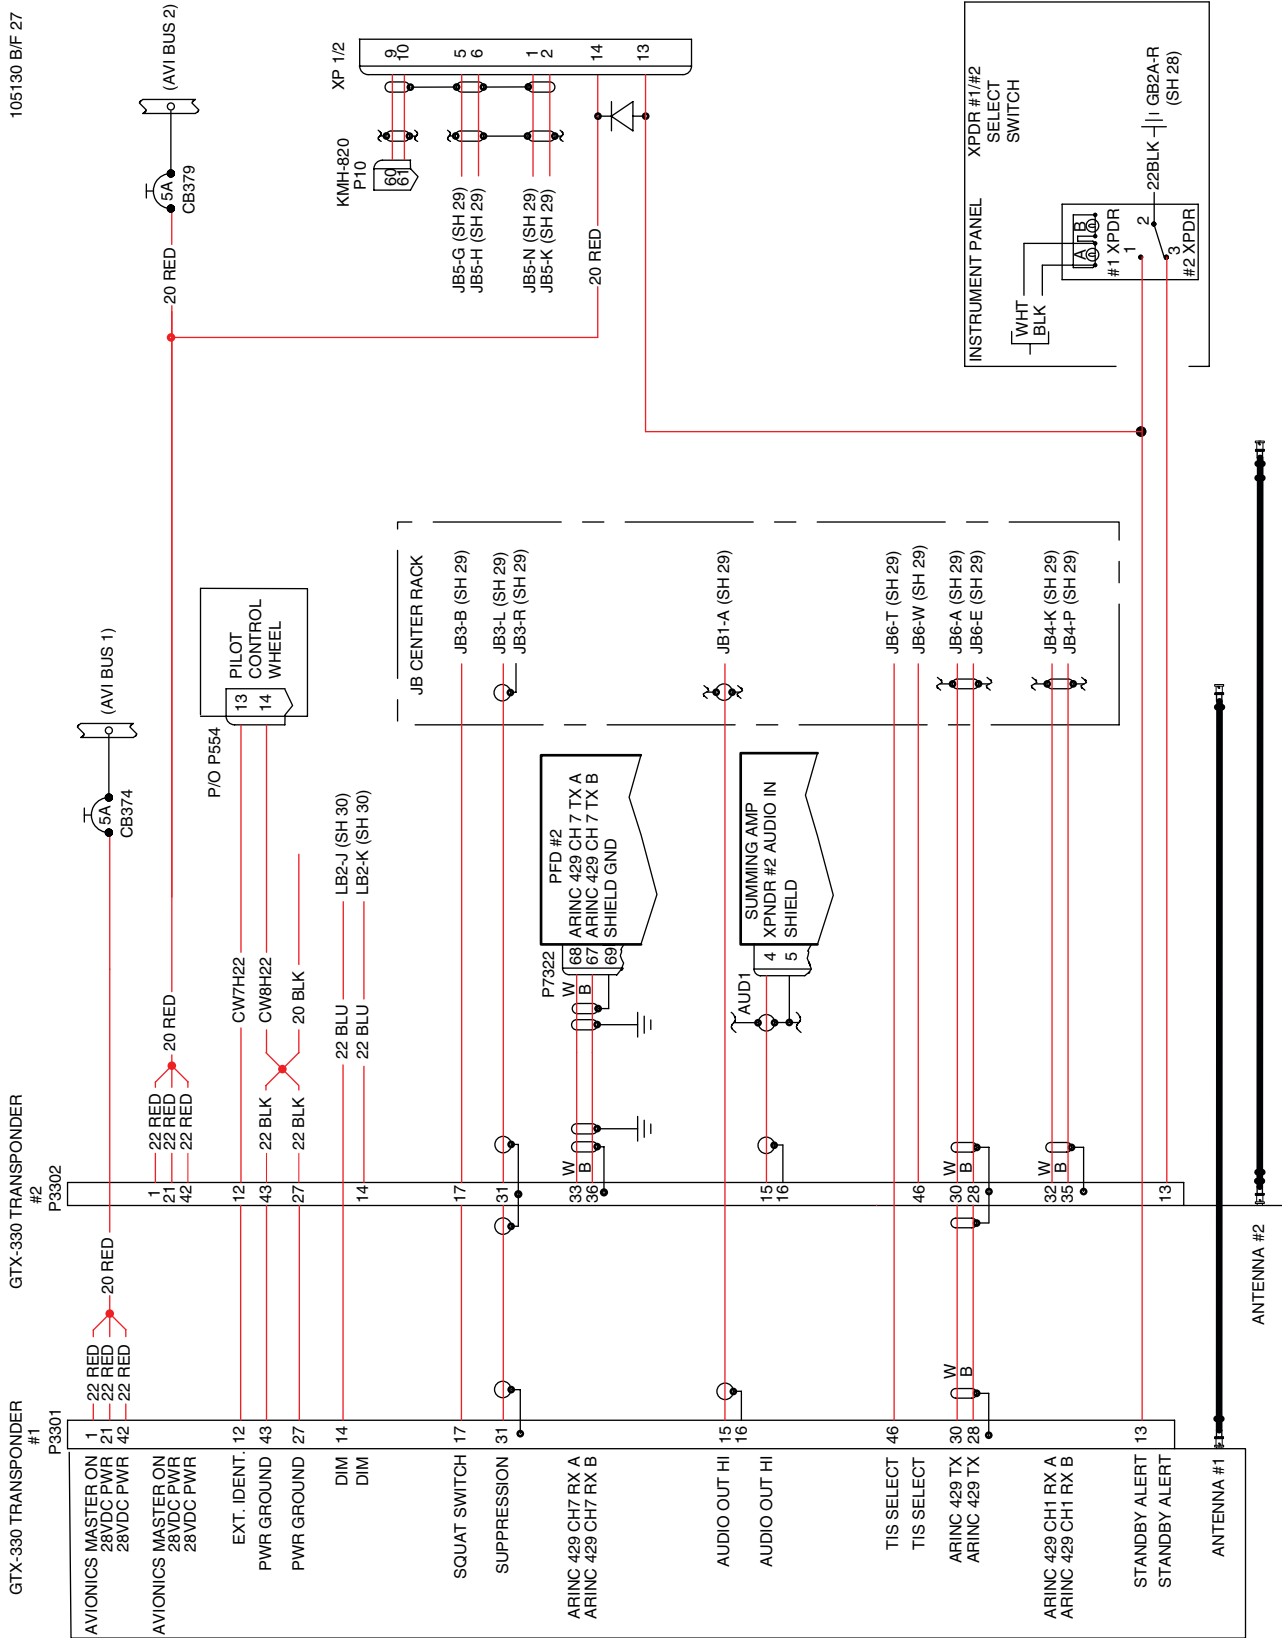 105130 B/F 27
GTX-330 TRANSPONDER
#1
P3301
GTX-330 TRANSPONDER
#2
P3302
AVIONICS MASTER ON
28VDC PWR
28VDC PWR
1
21
42
22 RED
22 RED
22 RED
20 RED
5A
CB374
(AVI BUS 1)
AVIONICS MASTER ON
28VDC PWR
28VDC PWR
1
21
42
22 RED
22 RED
22 RED
20 RED
20 RED
5A
CB379
(AVI BUS 2)
EXT. IDENT.
12
12
CW7H22
PWR GROUND
43
43
22 BLK
CW8H22
PWR GROUND
27
27
22 BLK
20 BLK
P/O P554
13
14
PILOT
CONTROL
WHEEL
DIM
14
22 BLU
LB2-J (SH 30)
DIM
14
22 BLU
LB2-K (SH 30)
JB CENTER RACK
SQUAT SWITCH
17
17
JB3-B (SH 29)
SUPPRESSION
31
31
JB3-L (SH 29)
JB3-R (SH 29)
ARINC 429 CH7 RX A
ARINC 429 CH7 RX B
33
36
W
B
W
B
P7322
68
67
69
PFD #2
ARINC 429 CH 7 TX A
ARINC 429 CH 7 TX B
SHIELD GND
AUDIO OUT HI
15
16
JB1-A (SH 29)
AUDIO OUT HI
15
16
AUD1
4
5
SUMMING AMP
XPNDR #2 AUDIO IN
SHIELD
TIS SELECT
46
JB6-T (SH 29)
TIS SELECT
46
JB6-W (SH 29)
ARINC 429 TX
ARINC 429 TX
30
28
W
B
30
28
W
B
JB6-A (SH 29)
JB6-E (SH 29)
ARINC 429 CH1 RX A
ARINC 429 CH1 RX B
32
35
W
B
JB4-K (SH 29)
JB4-P (SH 29)
STANDBY ALERT
13
STANDBY ALERT
13
ANTENNA #1
ANTENNA #2
XP 1/2
9
10
5
6
1
2
14
13
KMH-820
P10
60
61
JB5-G (SH 29)
JB5-H (SH 29)
JB5-N (SH 29)
JB5-K (SH 29)
20 RED
INSTRUMENT PANEL
XPDR #1/#2
SELECT
SWITCH
WHT
BLK
A
B
#1 XPDR
1
2
3
#2 XPDR
22BLK
GB2A-R
(SH 28)